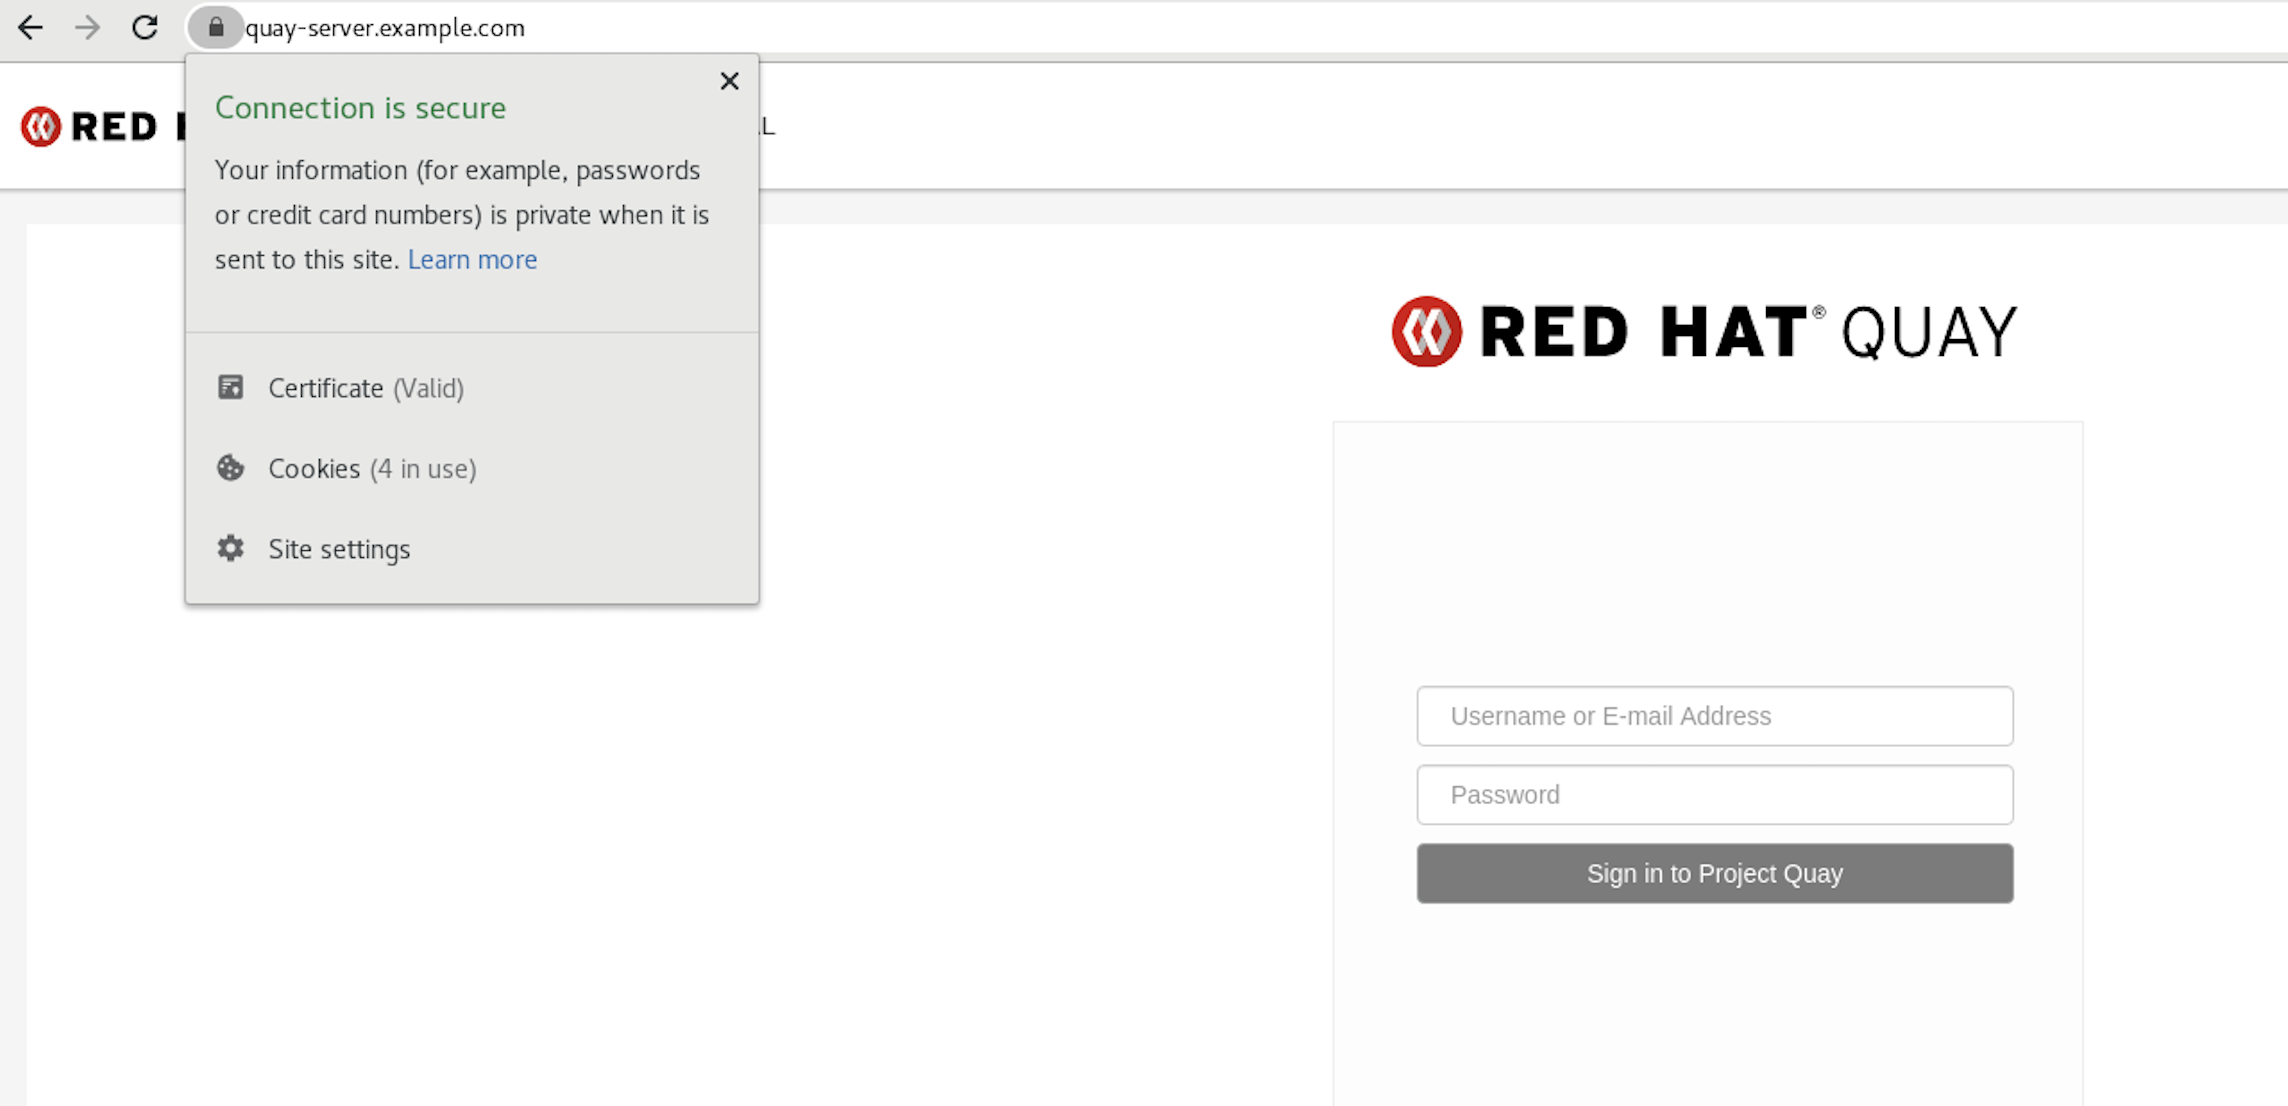 quay-server.example.com
RED
Connection is secure
Your information (for example, passwords
or credit card numbers) is private when it is
sent to this site. Learn more
Certificate (Valid)
Cookies (4 in use)
Site settings
RED HAT® QUAY
Username or E-mail Address
Password
Sign in to Project Quay